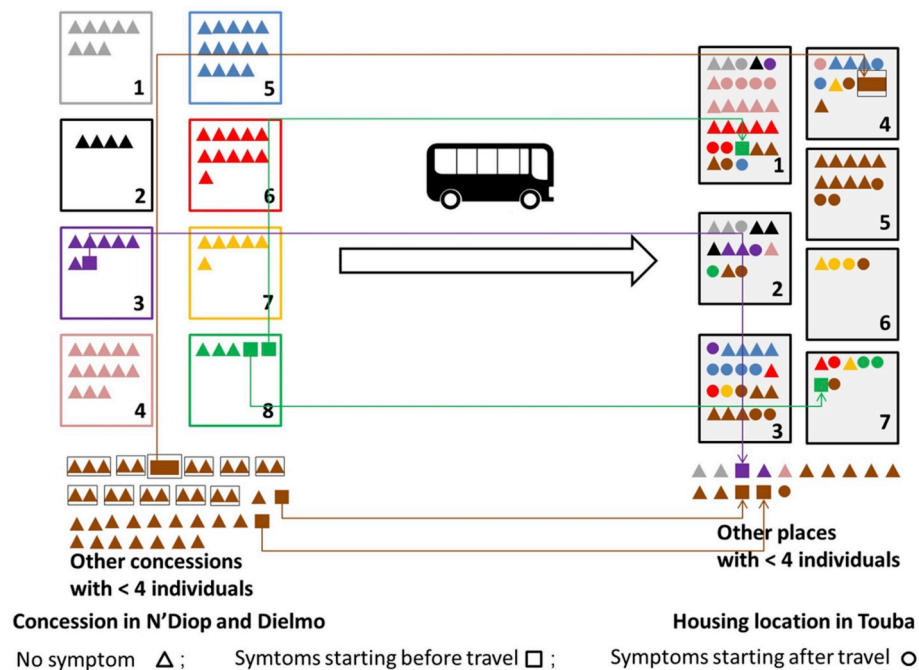 1
5
2
6
3
7
4
8
1
4
5
2
6
3
7
Other concessions
with < 4 individuals
Other places
with < 4 individuals
Concession in N'Diop and Dielmo
Housing location in Touba
No symptom ;
Symtoms starting before travel ;
Symptoms starting after travel